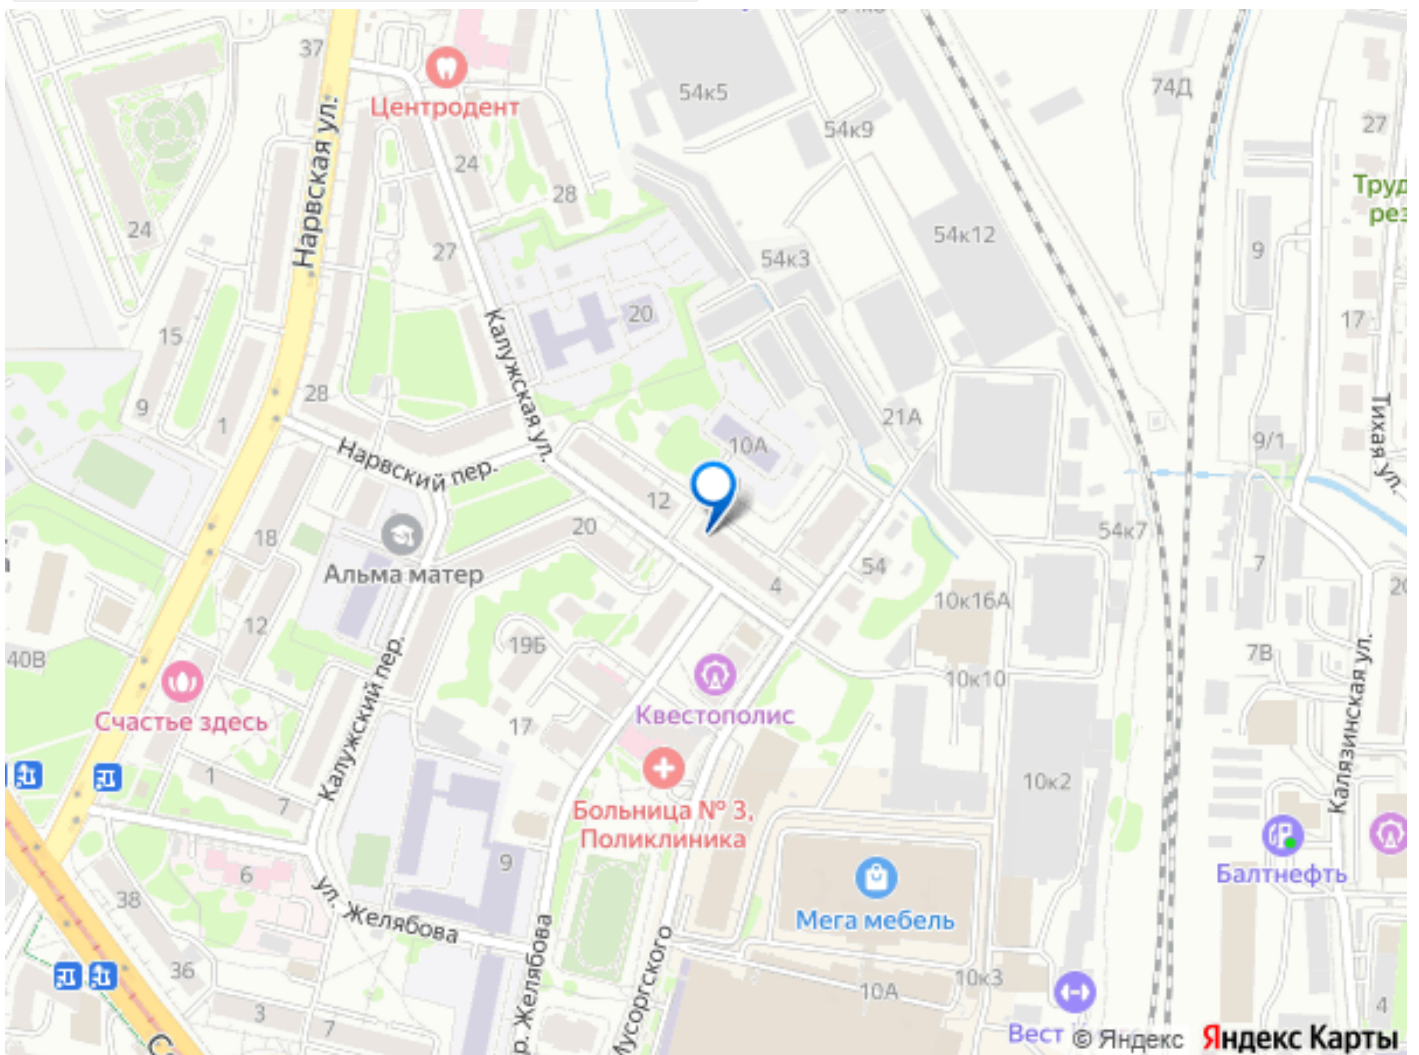 37
Центродент
54к5
74Д
54к9
27
Нарвская ул.
24
28
Труд
рез
24
27
54к3
54к12
9
20
15
Калужская ул.
17
28
9
1
21А
Тихая ул.
10А
9/1
Нарвский пер.
12
18
20
54к7
Альма матер
54
7
4
10к16А
20
12
19Б
40В
7В
Калужский пер.
10к10
Счастье здесь
Квестополис
17
Калязинская ул.
1
7
10к2
Больница № 3,
Поликлиника
9
6
Балтнефть
38
ул. Желябова
Мега мебель
р. Желябова
Мусоргского
36
10к3
10А
3
7
4
Вест
© Яндекс Яндекс Карты